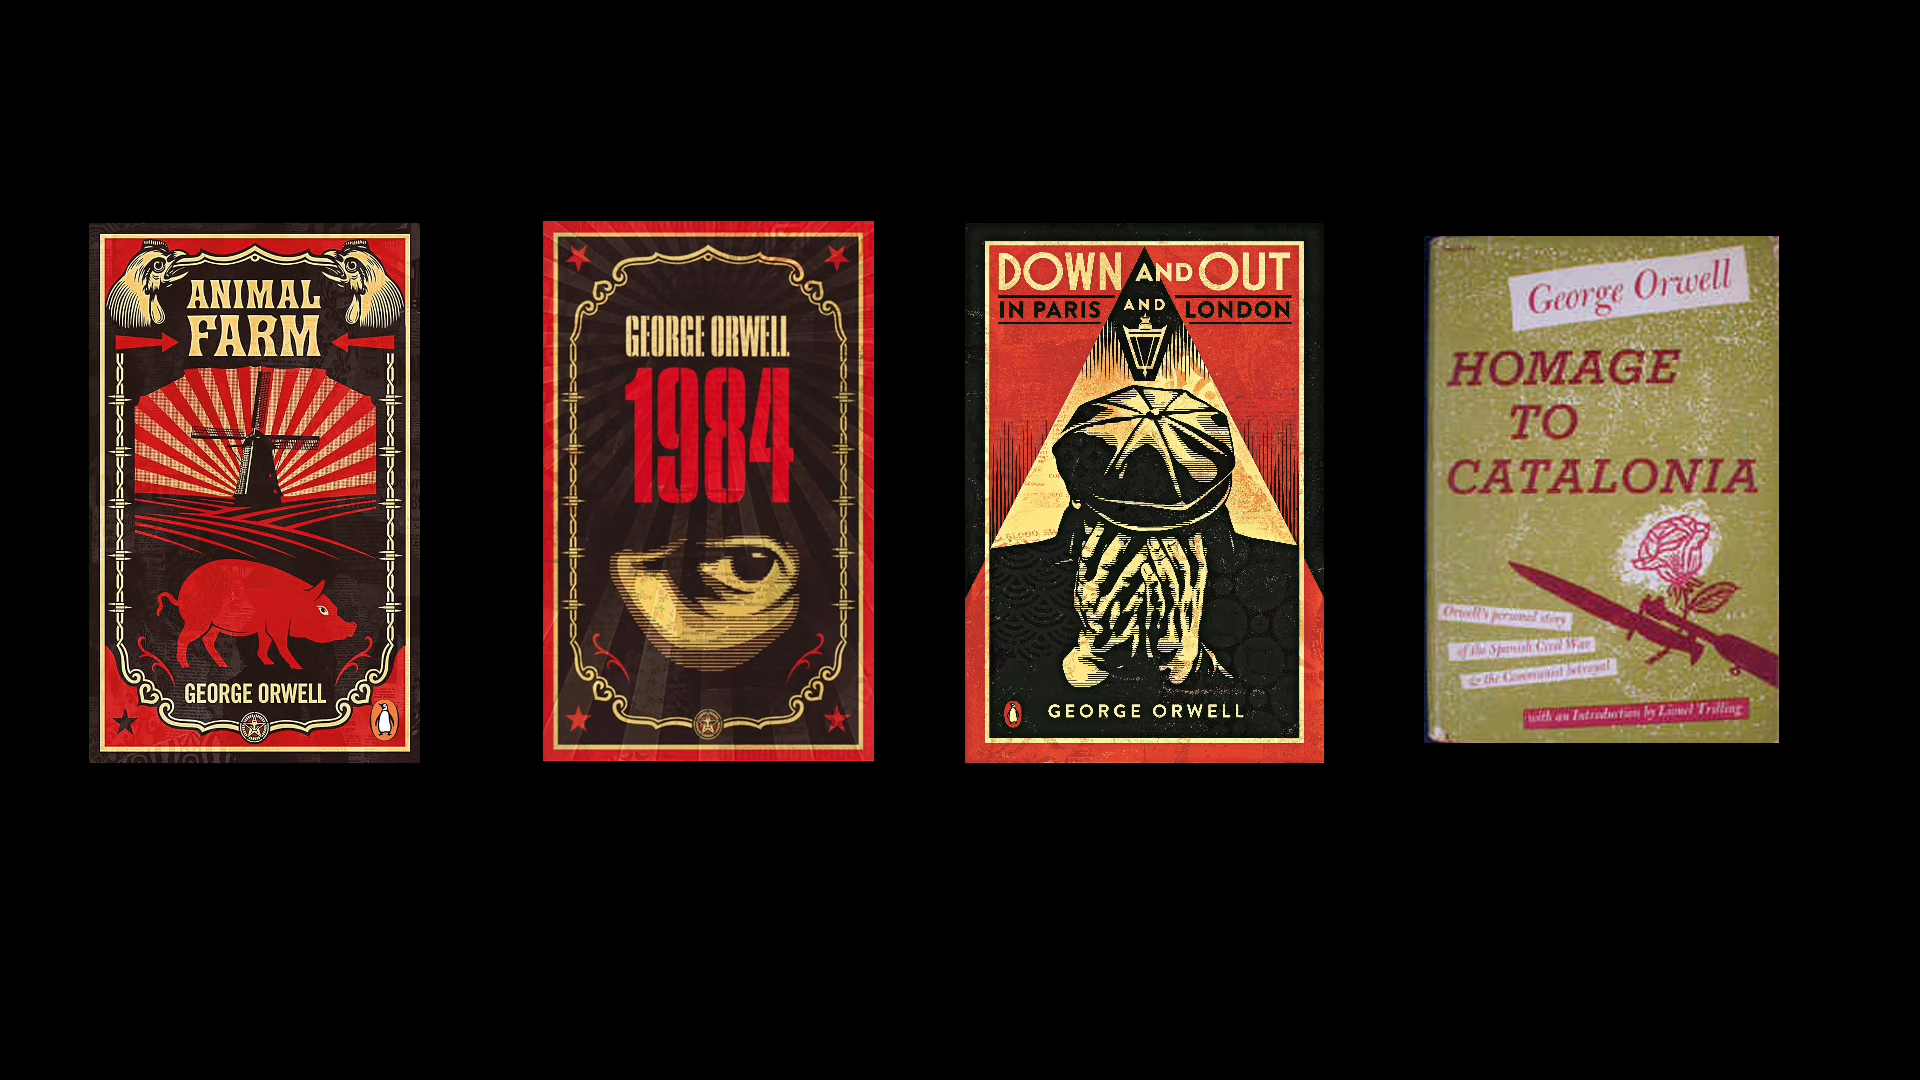 ANIMAL
FARM
GEORGE ORWELL
GEORGE ORWELL
1984
DOWN AND OUT
IN PARIS AND LONDON
GEORGE ORWELL
George Orwell
HOMAGE
TO
CATALONIA
Orwell's personal story
of the Spanish Civil War
& the Communist betrayal
with an Introduction by Lionel Trilling